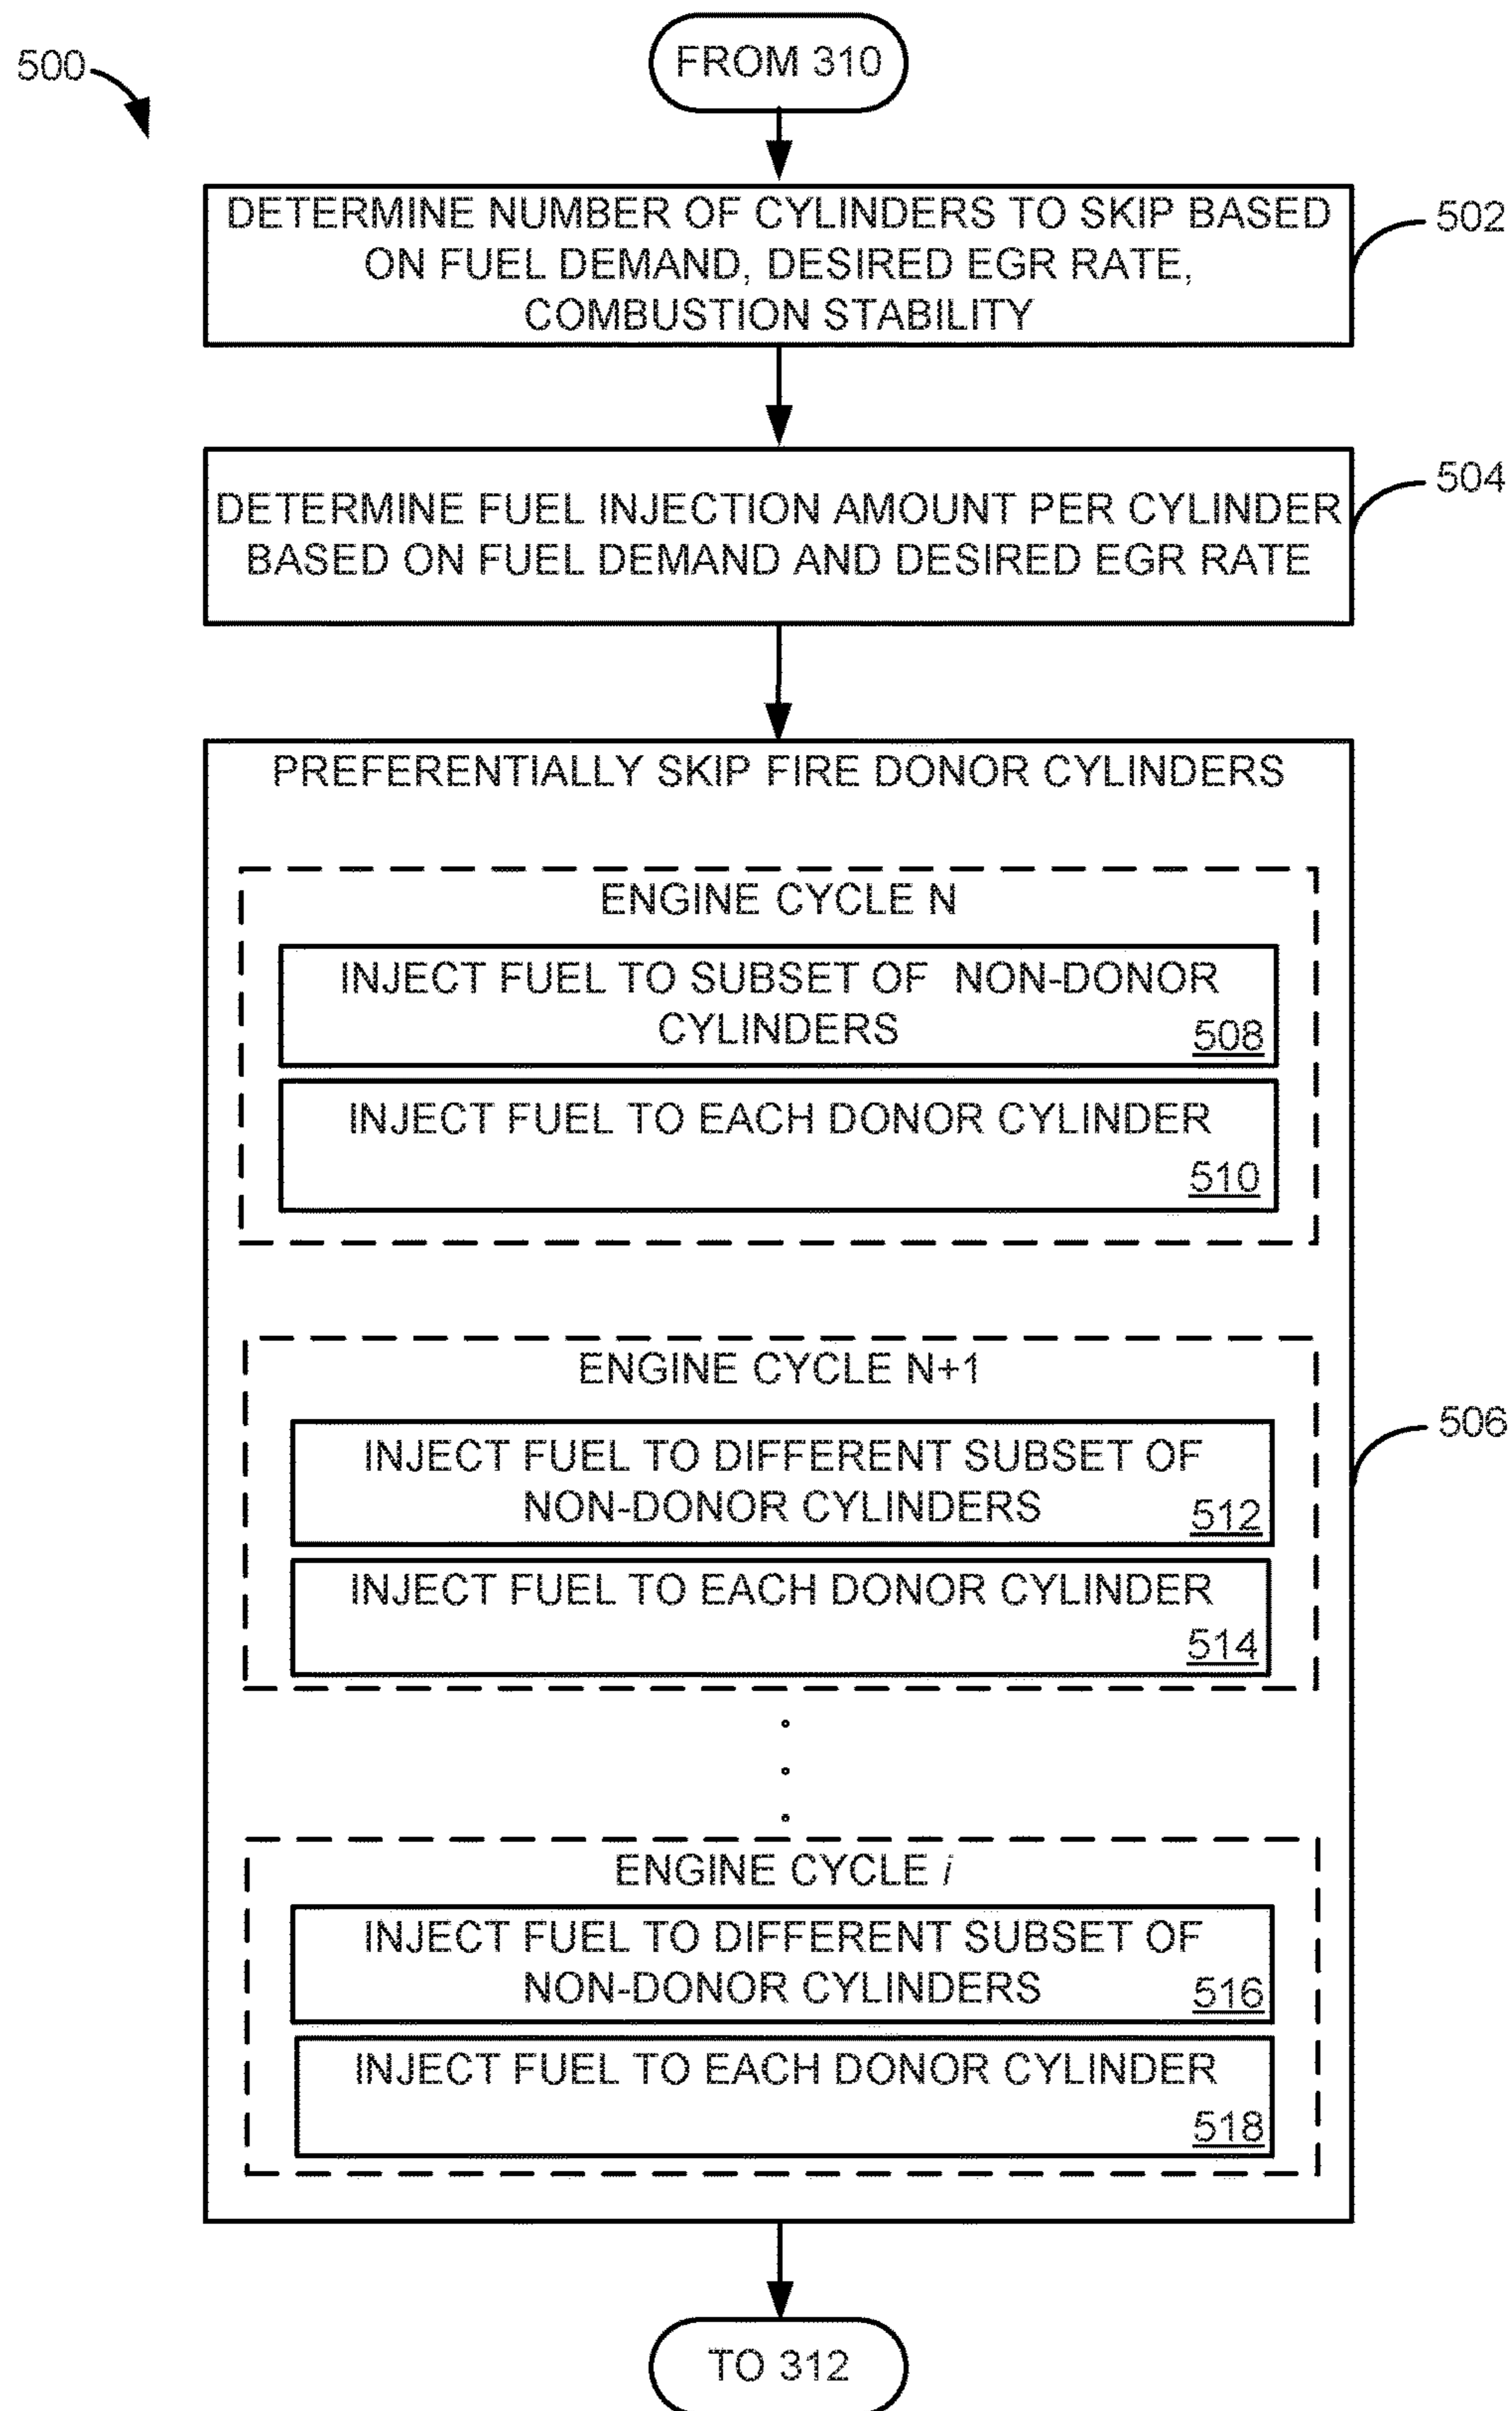 500
FROM 310
DETERMINE NUMBER OF CYLINDERS TO SKIP BASED
ON FUEL DEMAND, DESIRED EGR RATE,
COMBUSTION STABILITY
502
DETERMINE FUEL INJECTION AMOUNT PER CYLINDER
BASED ON FUEL DEMAND AND DESIRED EGR RATE
504
PREFERENTIALLY SKIP FIRE DONOR CYLINDERS
ENGINE CYCLE N
INJECT FUEL TO SUBSET OF NON-DONOR
CYLINDERS
508
INJECT FUEL TO EACH DONOR CYLINDER
510
ENGINE CYCLE N+1
INJECT FUEL TO DIFFERENT SUBSET OF
NON-DONOR CYLINDERS
512
INJECT FUEL TO EACH DONOR CYLINDER
514
506
ENGINE CYCLE i
INJECT FUEL TO DIFFERENT SUBSET OF
NON-DONOR CYLINDERS
516
INJECT FUEL TO EACH DONOR CYLINDER
518
TO 312